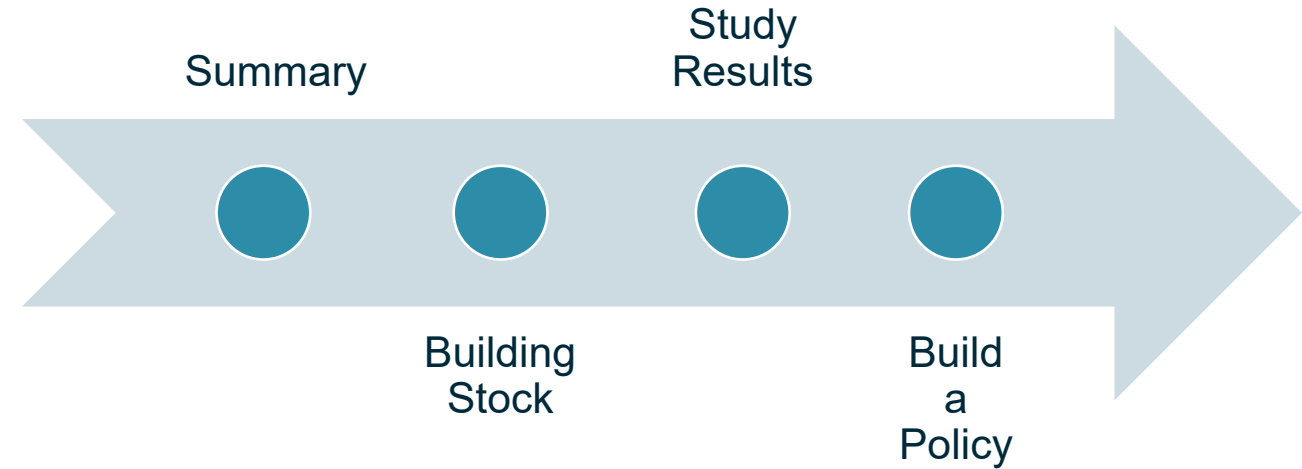 Summary
Building
Stock
Study
Results
Build
a
Policy